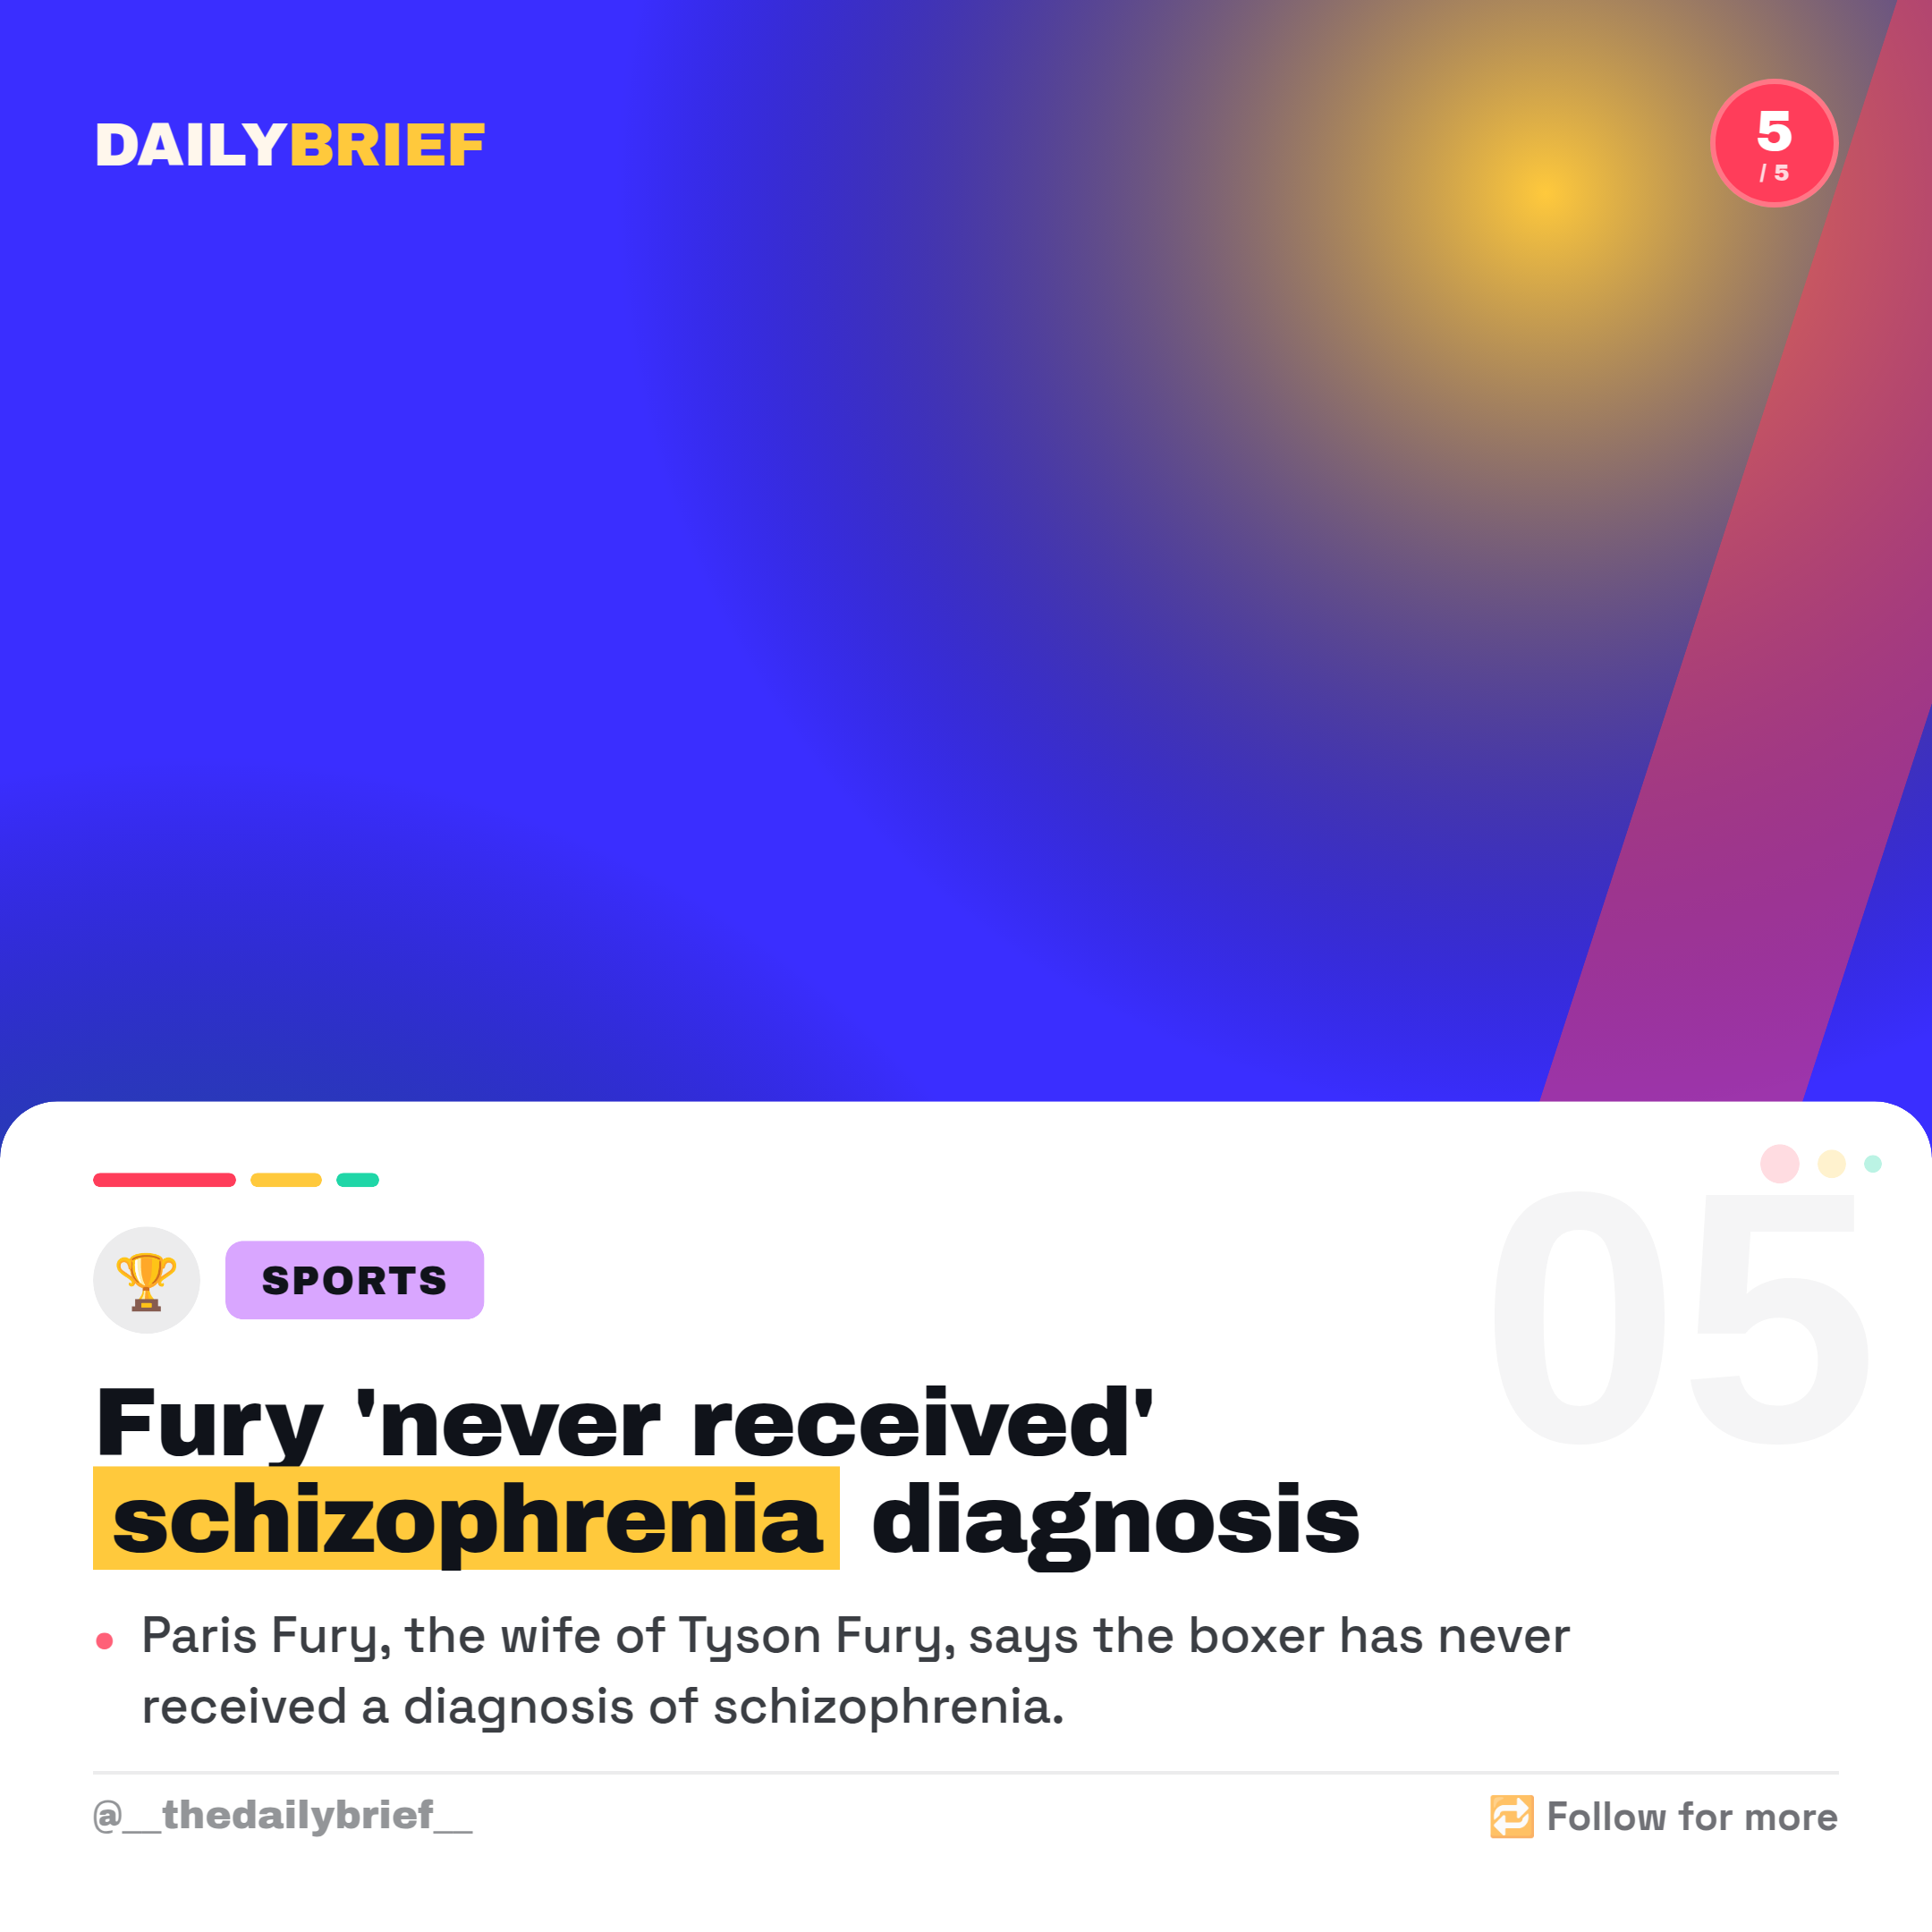 DAILYBRIEF
5
/ 5
05
SPORTS
Fury 'never received'
schizophrenia diagnosis
Paris Fury, the wife of Tyson Fury, says the boxer has never
received a diagnosis of schizophrenia.
@__thedailybrief__
Follow for more